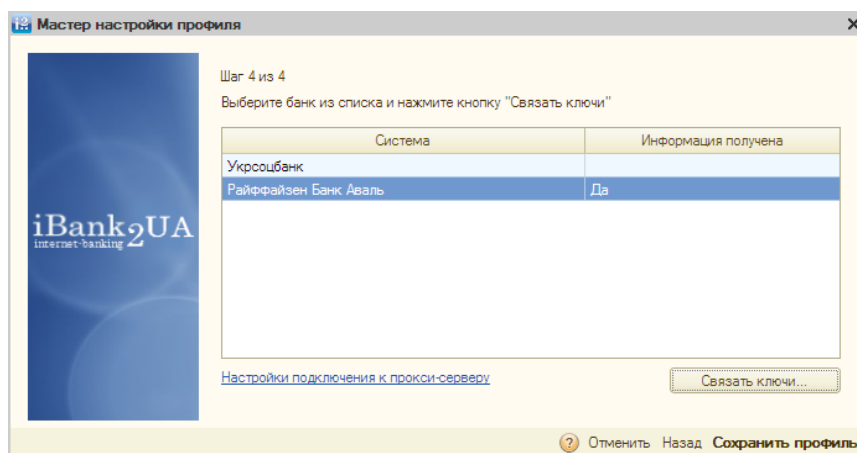 Мастер настройки профиля
Шаг 4 из 4
Выберите банк из списка и нажмите кнопку "Связать ключи"
Система Информация получена
Укрсоцбанк
Райффайзен Банк Аваль Да
iBank2UA
internet-banking
Настройки подключения к прокси-серверу Связать ключи...
? Отменить Назад Сохранить профиль